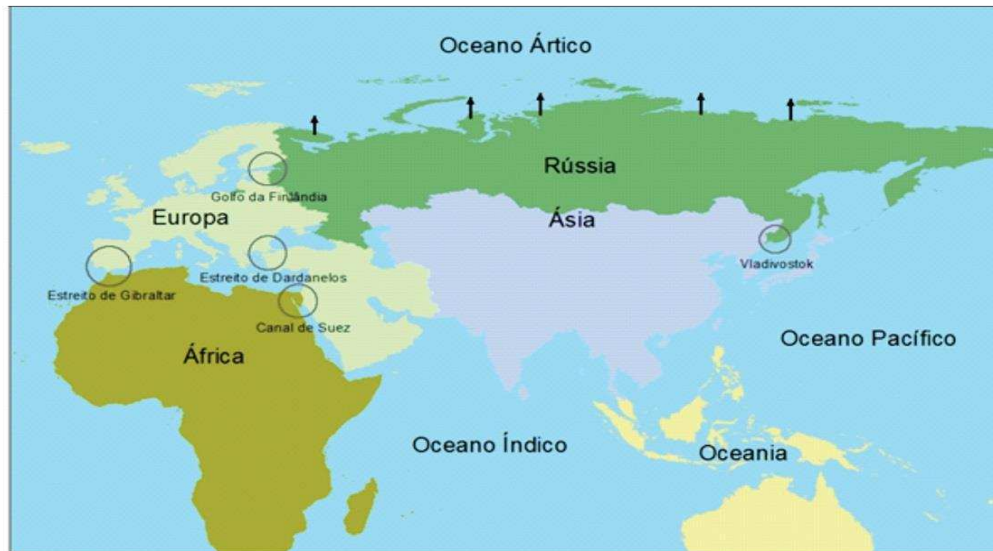 Oceano Ártico
Rússia
Golfo da Finlândia
Europa
Ásia
Estreito de Dardanelos
Vladivostok
Estreito de Gibraltar
Canal de Suez
África
Oceano Pacífico
Oceano Índico
Oceania